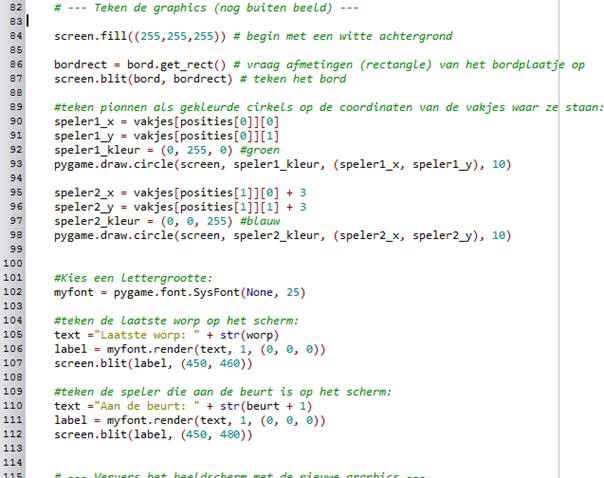 82 # --- Teken de graphics (nog buiten beeld) ---
83
84 screen.fill((255,255,255)) # begin met een witte achtergrond
85
86 bordrect = bord.get_rect() # vraag afmetingen (rectangle) van het bordplaatje op
87 screen.blit(bord, bordrect) # teken het bord
88
89 #teken pionnen als gekleurde cirkels op de coordinaten van de vakjes waar ze staan:
90 speler1_x = vakjes[posities[0]][0]
91 speler1_y = vakjes[posities[0]][1]
92 speler1_kleur = (0, 255, 0) #groen
93 pygame.draw.circle(screen, speler1_kleur, (speler1_x, speler1_y), 10)
94
95 speler2_x = vakjes[posities[1]][0] + 3
96 speler2_y = vakjes[posities[1]][1] + 3
97 speler2_kleur = (0, 0, 255) #blauw
98 pygame.draw.circle(screen, speler2_kleur, (speler2_x, speler2_y), 10)
99
100
101 #Kies een lettergrootte:
102 myfont = pygame.font.SysFont(None, 25)
103
104 #teken de laatste worp op het scherm:
105 text ="Laatste worp: " + str(worp)
106 label = myfont.render(text, 1, (0, 0, 0))
107 screen.blit(label, (450, 460))
108
109 #teken de speler die aan de beurt is op het scherm:
110 text ="Aan de beurt: " + str(beurt + 1)
111 label = myfont.render(text, 1, (0, 0, 0))
112 screen.blit(label, (450, 480))
113
114
115 # --- Ververs het beeldscherm met de nieuwe graphics ---